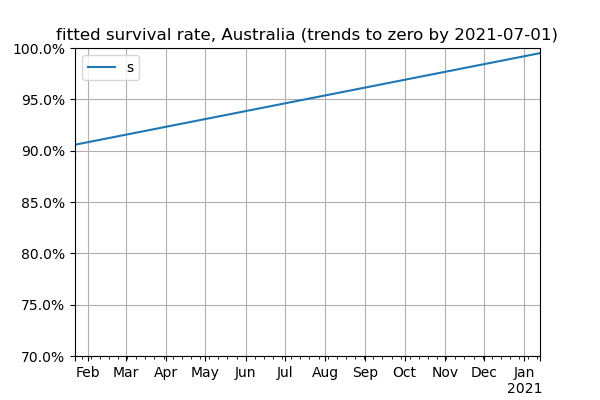 fitted survival rate, Australia (trends to zero by 2021-07-01)
s
100.0%
95.0%
90.0%
85.0%
80.0%
75.0%
70.0%
Feb Mar Apr May Jun Jul Aug Sep Oct Nov Dec Jan
2021